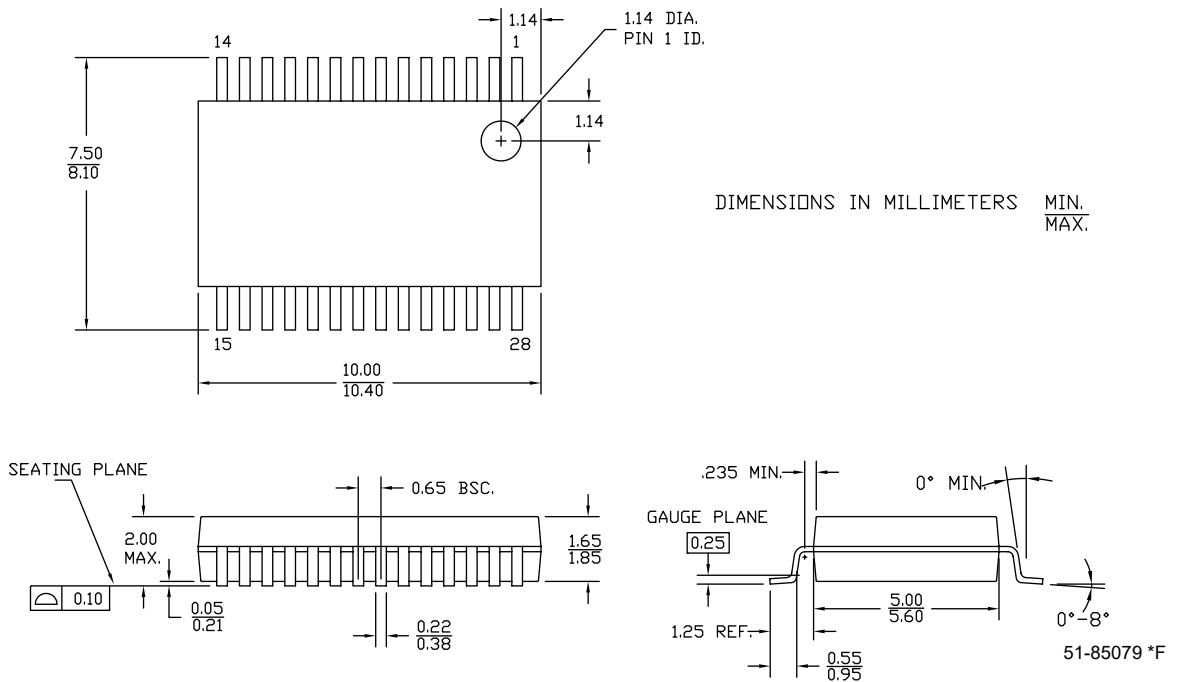 1.14
1.14 DIA.
PIN 1 ID.
14
1
1.14
7.50
8.10
DIMENSIONS IN MILLIMETERS MIN.
MAX.
15
28
10.00
10.40
SEATING PLANE
0.65 BSC.
2.00
MAX.
1.65
1.85
0.10
0.05
0.21
0.22
0.38
.235 MIN.
0° MIN.
GAUGE PLANE
0.25
5.00
5.60
1.25 REF.
0°-8°
0.55
0.95
51-85079 *F